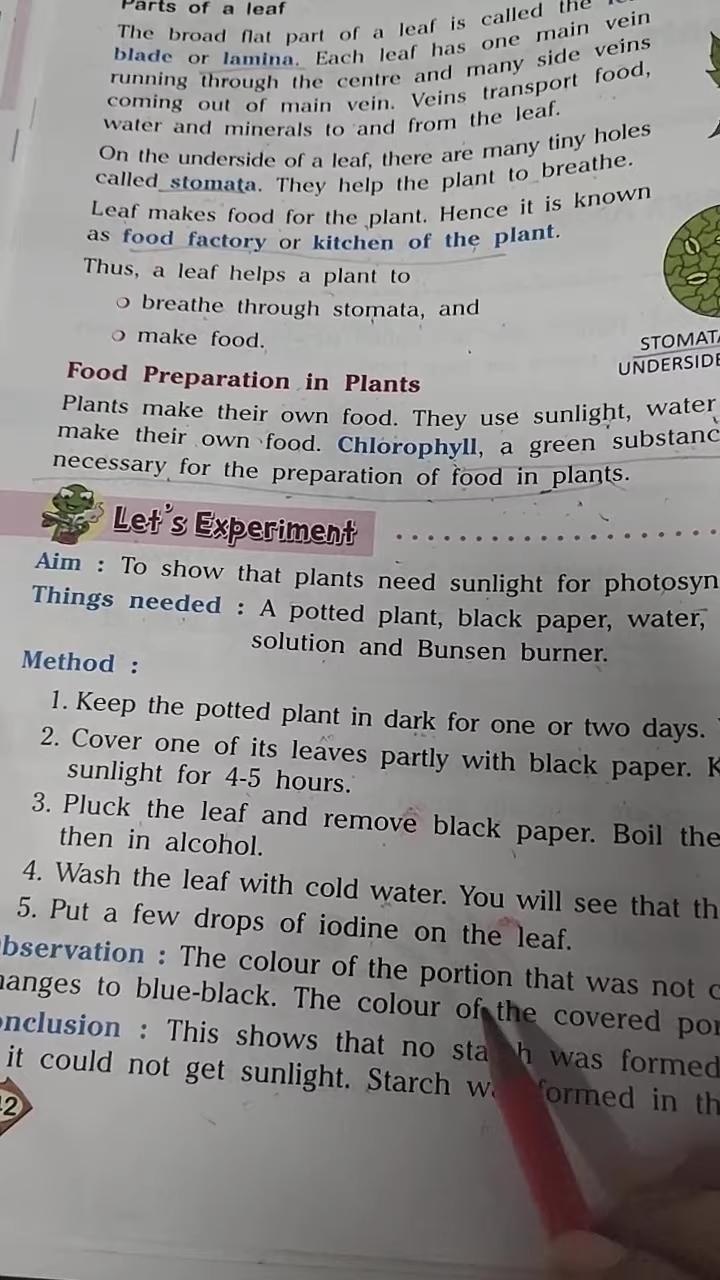 Parts of a leaf
The broad flat part of a leaf is called the
blade or lamina. Each leaf has one main vein
running through the centre and many side veins
coming out of main vein. Veins transport food,
water and minerals to and from the leaf.
On the underside of a leaf, there are many tiny holes
called stomata. They help the plant to breathe.
Leaf makes food for the plant. Hence it is known
as food factory or kitchen of the plant.
Thus, a leaf helps a plant to
breathe through stomata, and
make food.
STOMATA
UNDERSIDE
Food Preparation in Plants
Plants make their own food. They use sunlight, water
make their own food. Chlorophyll, a green substanc
necessary for the preparation of food in plants.
Let's Experiment
Aim : To show that plants need sunlight for photosyn
Things needed : A potted plant, black paper, water,
solution and Bunsen burner.
Method :
1. Keep the potted plant in dark for one or two days.
2. Cover one of its leaves partly with black paper. K
sunlight for 4-5 hours.
3. Pluck the leaf and remove black paper. Boil the
then in alcohol.
4. Wash the leaf with cold water. You will see that th
5. Put a few drops of iodine on the leaf.
bservation : The colour of the portion that was not c
hanges to blue-black. The colour of the covered por
nclusion : This shows that no starch was formed
it could not get sunlight. Starch was formed in th